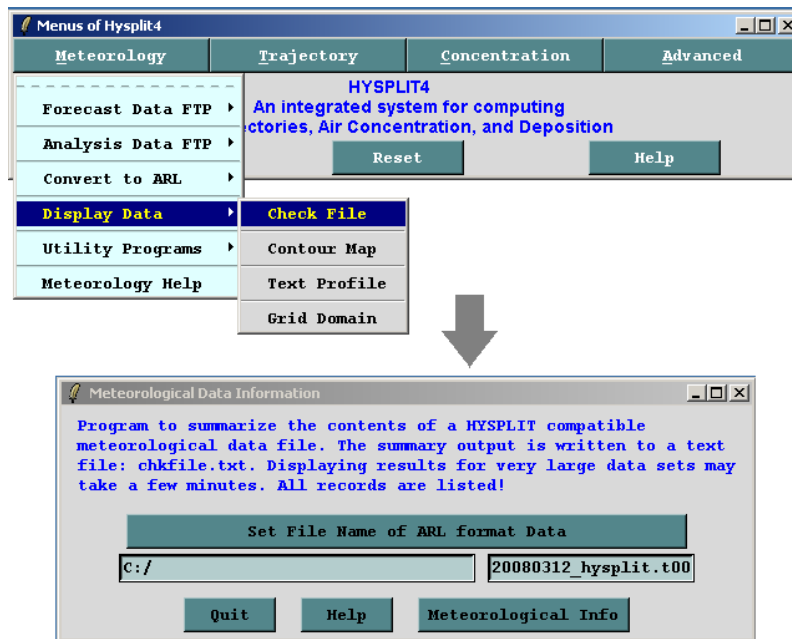 Menus of Hysplit4
Meteorology Trajectory Concentration Advanced
HYSPLIT4
An integrated system for computing
ectories, Air Concentration, and Deposition
Reset Help
Forecast Data FTP
Analysis Data FTP
Convert to ARL
Display Data
Utility Programs
Meteorology Help
Check File
Contour Map
Text Profile
Grid Domain
Meteorological Data Information
Program to summarize the contents of a HYSPLIT compatible
meteorological data file. The summary output is written to a text
file: chkfile.txt. Displaying results for very large data sets may
take a few minutes. All records are listed!
Set File Name of ARL format Data
C:/ 20080312_hysplit.t00
Quit Help Meteorological Info